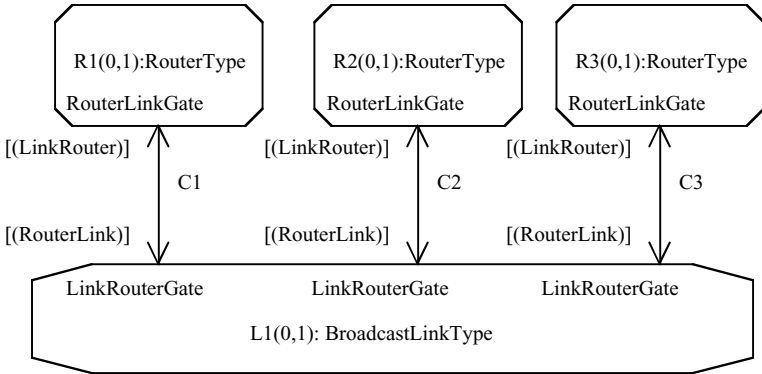 R1(0,1):RouterType
R2(0,1):RouterType
R3(0,1):RouterType
RouterLinkGate
RouterLinkGate
RouterLinkGate
[(LinkRouter)]
[(LinkRouter)]
[(LinkRouter)]
C1
C2
C3
[(RouterLink)]
[(RouterLink)]
[(RouterLink)]
LinkRouterGate
LinkRouterGate
LinkRouterGate
L1(0,1): BroadcastLinkType